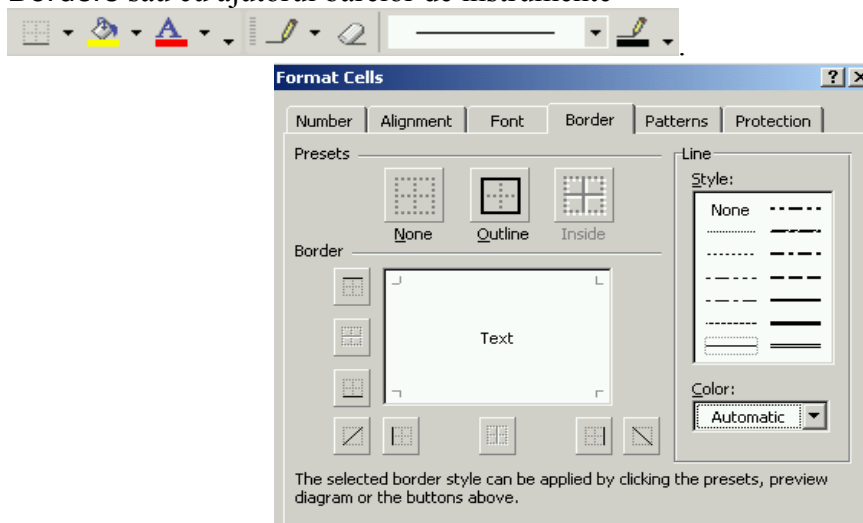 Borders sau cu ajutorul barelor de instrumente
A
.
Format Cells
Number Alignment Font Border Patterns Protection
Presets
Line
Style:
None
None Outline Inside
Border
Text
Color:
Automatic
The selected border style can be applied by clicking the presets, preview
diagram or the buttons above.